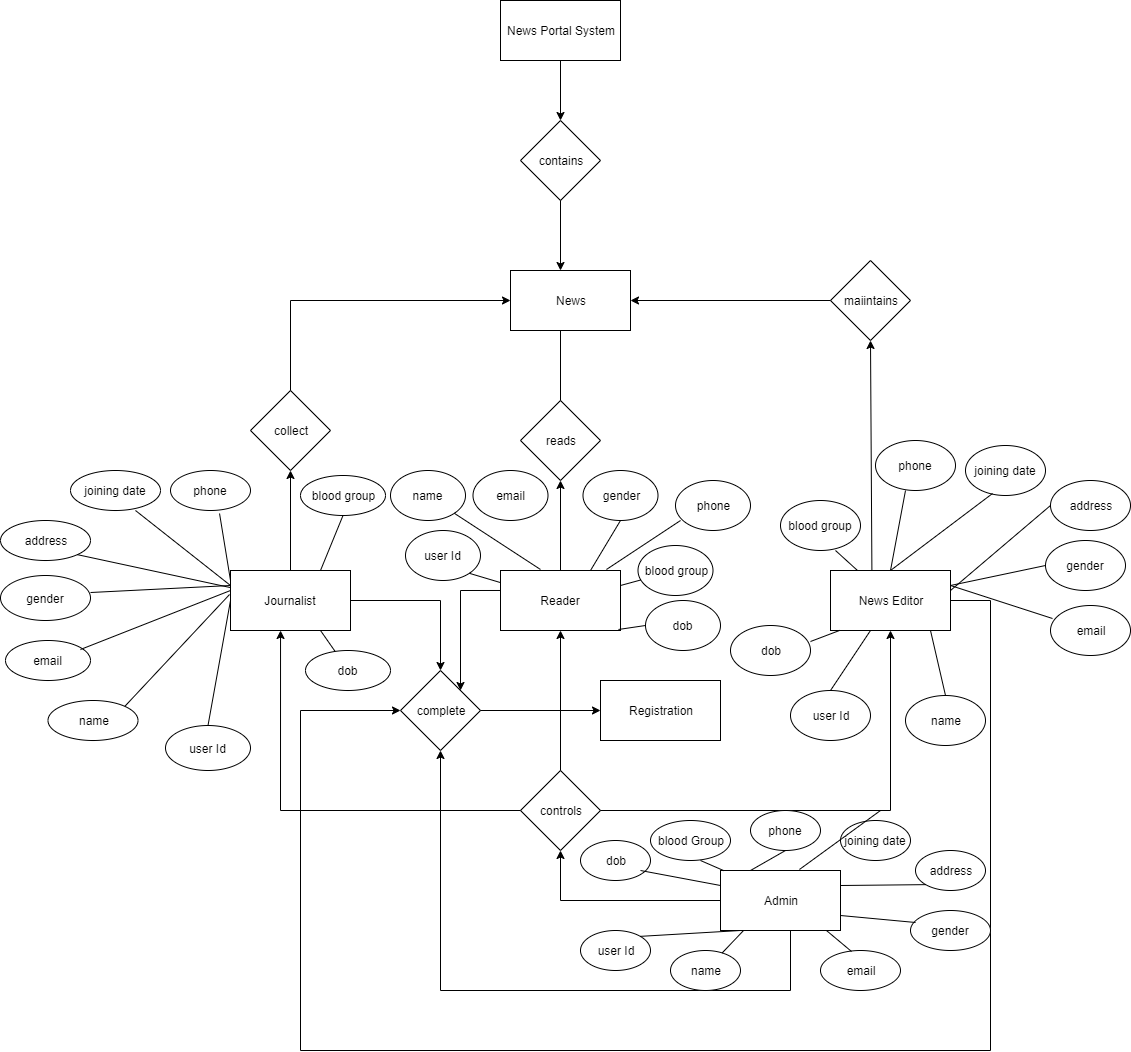 News Portal System
contains
News
maiintains
collect
reads
phone
joining date
joining date
phone
blood group
name
email
gender
phone
address
blood group
address
user Id
blood group
gender
gender
Journalist
Reader
News Editor
dob
email
email
dob
dob
name
complete
Registration
user Id
name
user Id
controls
phone
blood Group
joining date
dob
address
Admin
gender
user Id
name
email